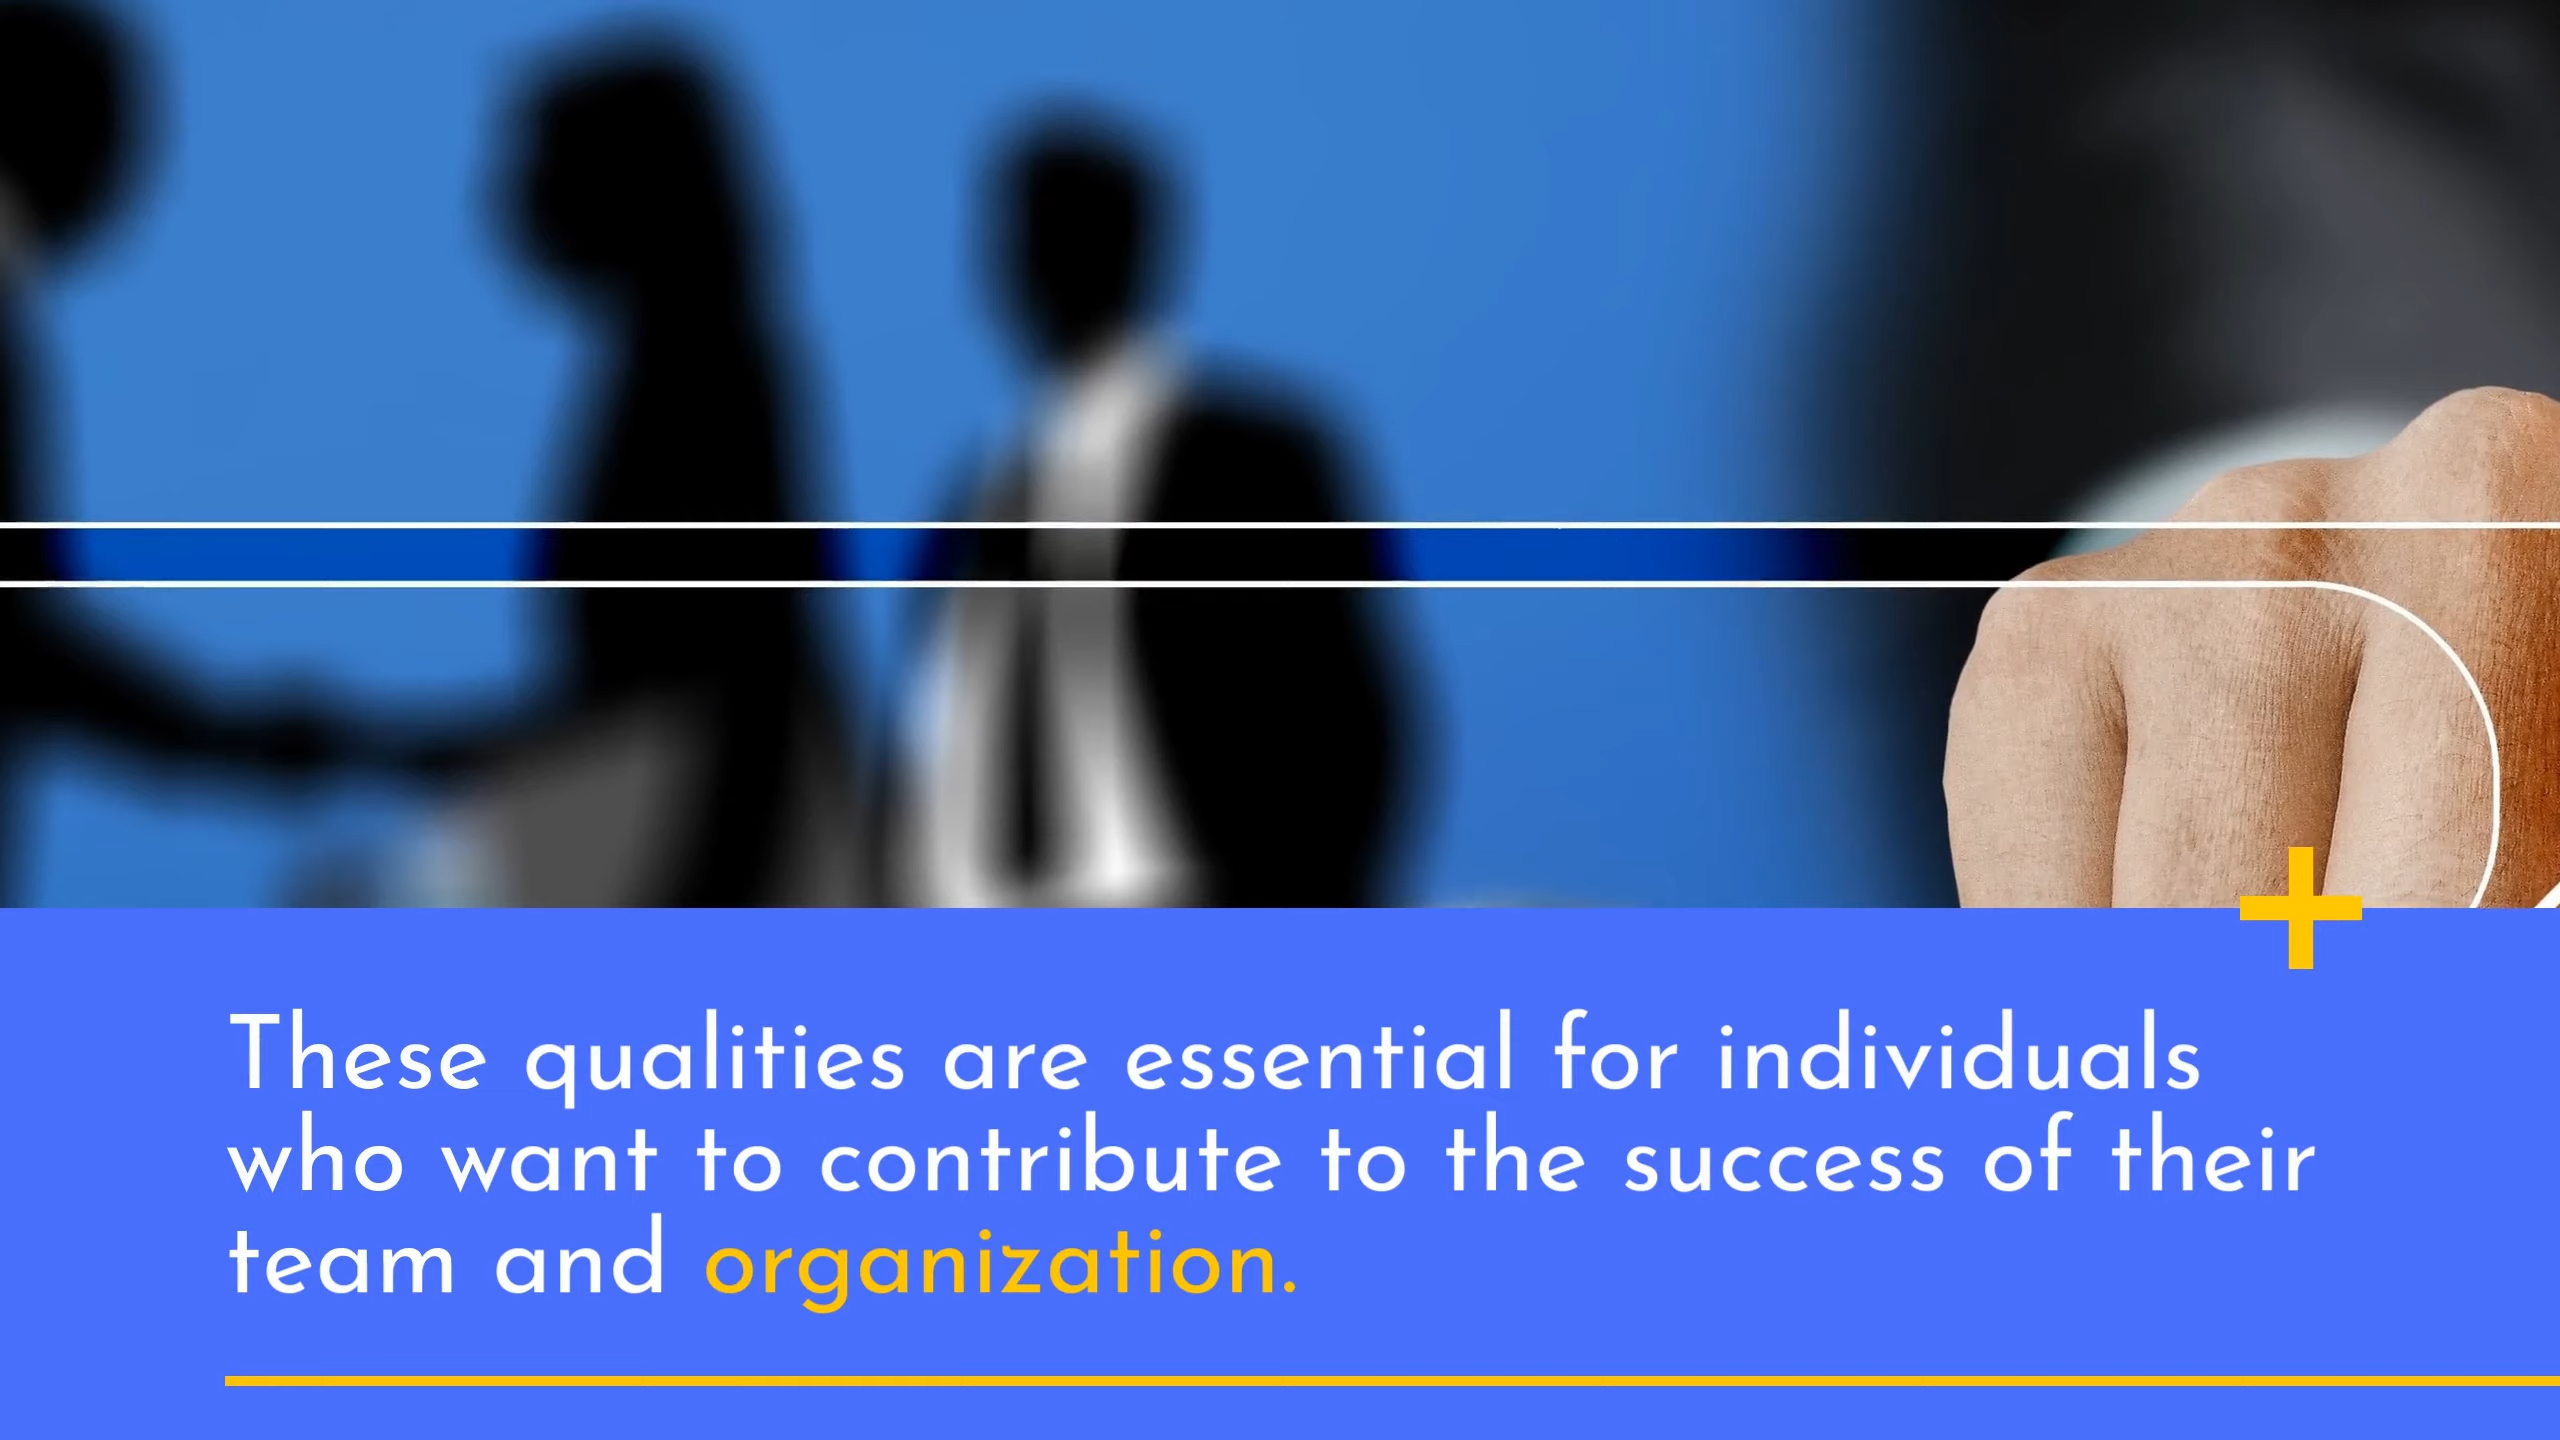 These qualities are essential for individuals
who want to contribute to the success of their
team and organization.